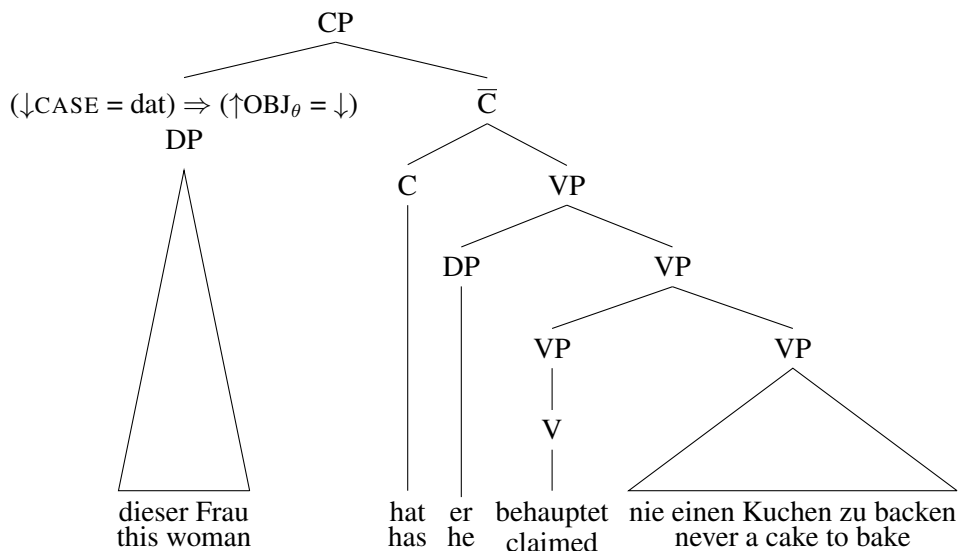 CP
(↓CASE = dat) ⇒ (↑OBJθ = ↓)
DP
C̅
C
VP
DP
VP
VP
VP
V
dieser Frau hat er behauptet nie einen Kuchen zu backen
this woman has he claimed never a cake to bake